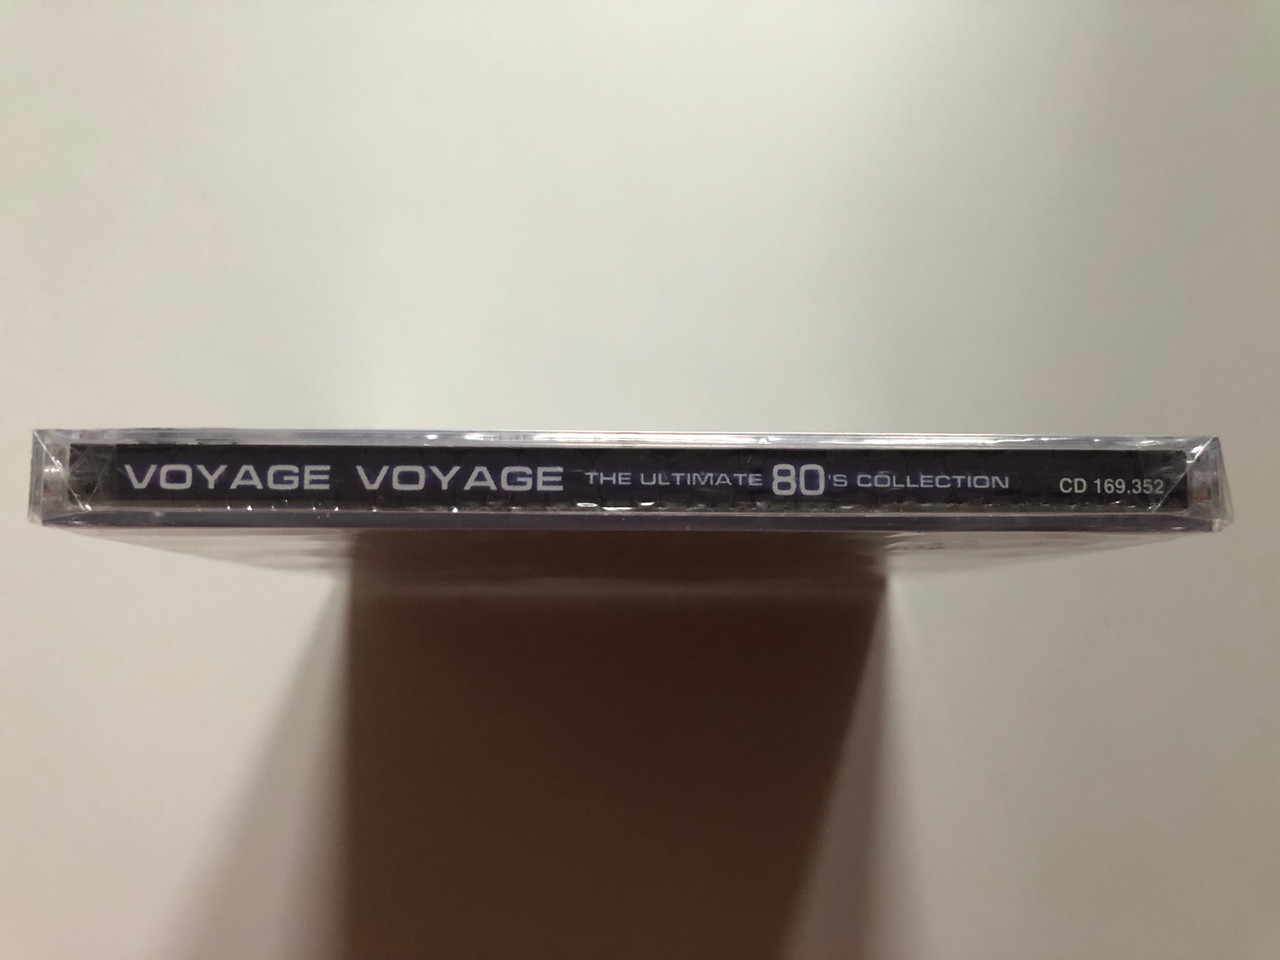 VOYAGE VOYAGE THE ULTIMATE 80'S COLLECTION CD 169.352